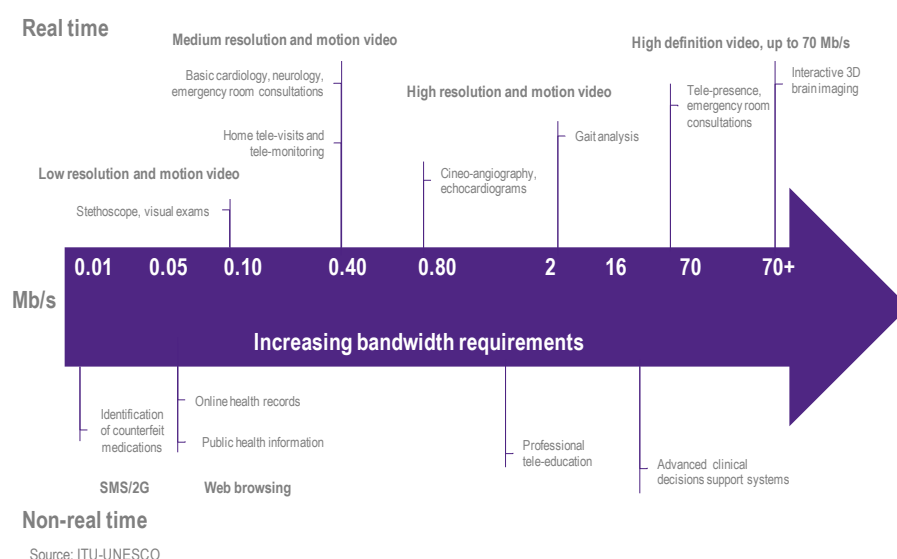 Real time
Medium resolution and motion video
High definition video, up to 70 Mb/s
Basic cardiology, neurology,
emergency room consultations
Interactive 3D
brain imaging
High resolution and motion video
Tele-presence,
emergency room
consultations
Home tele-visits and
tele-monitoring
Gait analysis
Low resolution and motion video
Cineo-angiography,
echocardiograms
Stethoscope, visual exams
0.01 0.05 0.10 0.40 0.80 2 16 70 70+
Mb/s
Increasing bandwidth requirements
Identification
of counterfeit
medications
Online health records
Public health information
Professional
tele-education
Advanced clinical
decisions support systems
SMS/2G
Web browsing
Non-real time
Source: ITU-UNESCO